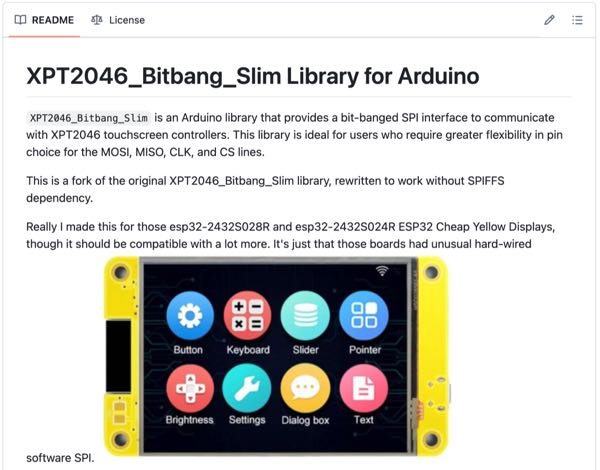 README
License
XPT2046_Bitbang_Slim Library for Arduino
XPT2046_Bitbang_Slim is an Arduino library that provides a bit-banged SPI interface to communicate
with XPT2046 touchscreen controllers. This library is ideal for users who require greater flexibility in pin
choice for the MOSI, MISO, CLK, and CS lines.
This is a fork of the original XPT2046_Bitbang_Slim library, rewritten to work without SPIFFS
dependency.
Really I made this for those esp32-2432S028R and esp32-2432S024R ESP32 Cheap Yellow Displays,
though it should be compatible with a lot more. It's just that those boards had unusual hard-wired
Button Keyboard Slider Pointer
Brightness Settings Dialog box Text
software SPI.